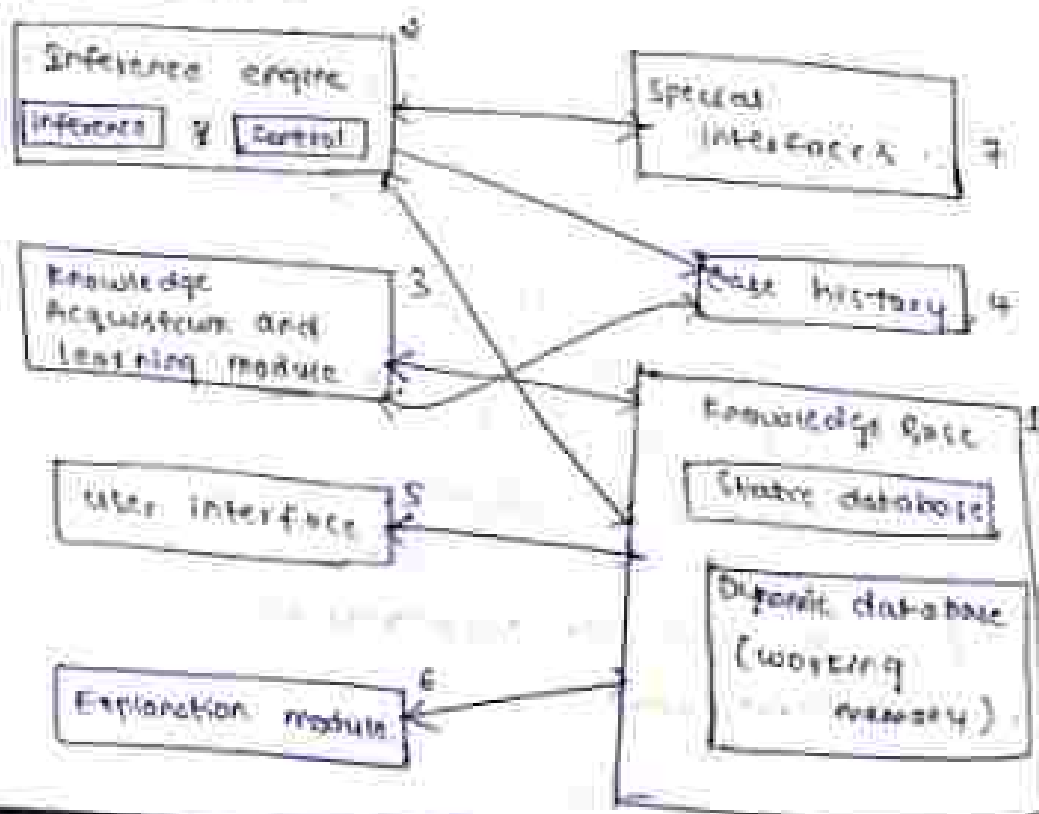 Inference engine
inference & control
Special
interfaces
7
Knowledge
Acquisition and
learning module
3
Case history
4
Knowledge Base
1
Static database
User interface
5
Dynamic database
(working
memory)
Explanation module
6